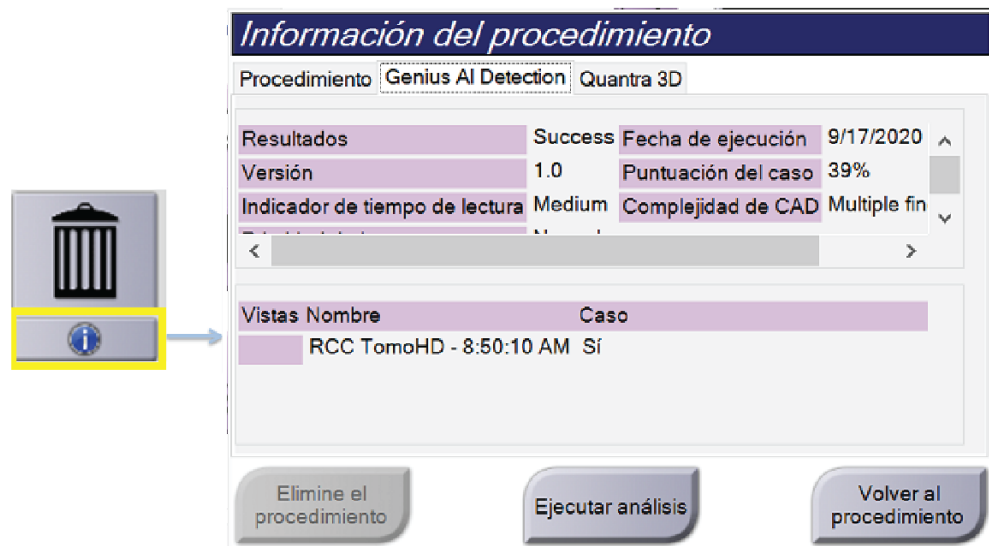 Información del procedimiento
Procedimiento Genius AI Detection Quantra 3D
Resultados Success Fecha de ejecución 9/17/2020
Versión 1.0 Puntuación del caso 39%
Indicador de tiempo de lectura Medium Complejidad de CAD Multiple fin
Vistas Nombre Caso
RCC TomoHD - 8:50:10 AM Sí
Elimine el procedimiento
Ejecutar análisis
Volver al procedimiento